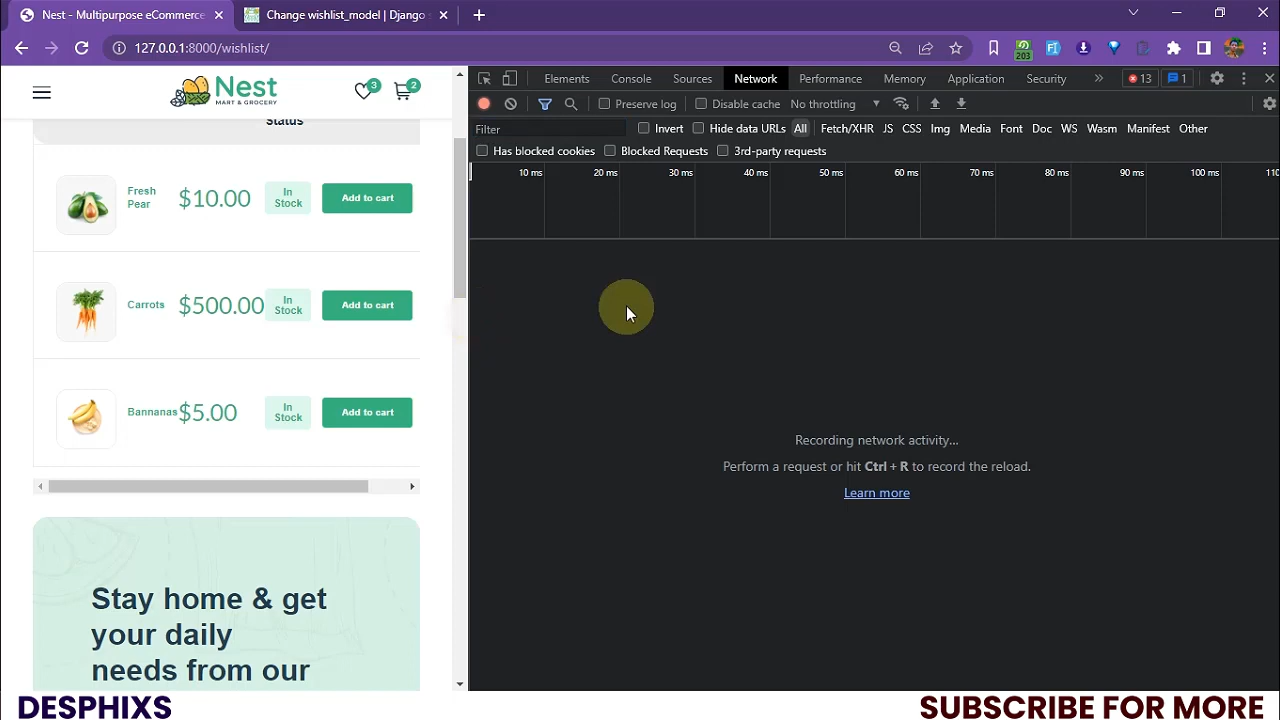 Nest - Multipurpose eCommerce
Change wishlist_model | Django s
127.0.0.1:8000/wishlist/
203
Nest
MART & GROCERY
3
2
Elements Console Sources Network Performance Memory Application Security 13 1
Preserve log Disable cache No throttling
Filter Invert Hide data URLs All Fetch/XHR JS CSS Img Media Font Doc WS Wasm Manifest Other
Has blocked cookies Blocked Requests 3rd-party requests
10 ms 20 ms 30 ms 40 ms 50 ms 60 ms 70 ms 80 ms 90 ms 100 ms 110
Status
Fresh Pear $10.00 In Stock Add to cart
Carrots $500.00 In Stock Add to cart
Bannanas $5.00 In Stock Add to cart
Recording network activity...
Perform a request or hit Ctrl + R to record the reload.
Learn more
Stay home & get
your daily
needs from our
DESPHIXS
SUBSCRIBE FOR MORE